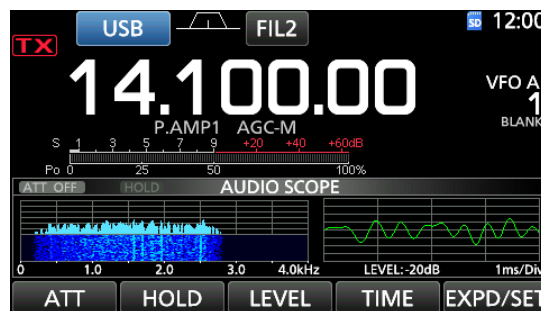 USB FIL2 SD 12:00
TX
14.100.00 VFO A
1
P.AMP1 AGC-M BLANK
S 1 3 5 7 9 +20 +40 +60dB
Po 0 25 50 100%
ATT OFF HOLD AUDIO SCOPE
0 1.0 2.0 3.0 4.0kHz LEVEL:-20dB 1ms/Div
ATT HOLD LEVEL TIME EXPD/SET